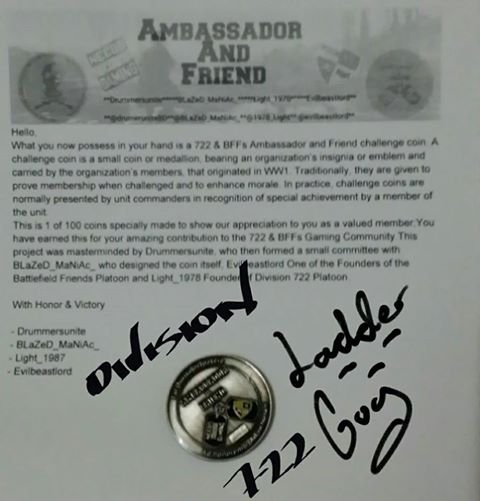 AMBASSADOR
AND
FRIEND
**Drummersunite*****BLaZeD_ManiAc_*****Light_1978*****Evilbeastlord**
Hello,
What you now possess in your hand is a 722 & BFFs Ambassador and Friend challenge coin. A
challenge coin is a small coin or medallion, bearing an organization's insignia or emblem and
carried by the organization's members, that originated in WW1. Traditionally, they are given to
prove membership when challenged and to enhance morale. In practice, challenge coins are
normally presented by unit commanders in recognition of special achievement by a member of
the unit.
This is 1 of 100 coins specially made to show our appreciation to you as a valued member.You
have earned this for your amazing contribution to the 722 & BFFs Gaming Community This
project was masterminded by Drummersunite, who then formed a small committee with
BLaZeD_MaNiAC_ who designed the coin itself, Evilbeastlord One of the Founders of the
Battlefield Friends Platoon and Light_1978 Founder of Division 722 Platoon.
With Honor & Victory
- Drummersunite
- BLaZeD_MaNiAC_
- Light_1987
- Evilbeastlord
DIVISION
722
Ladder
Guy